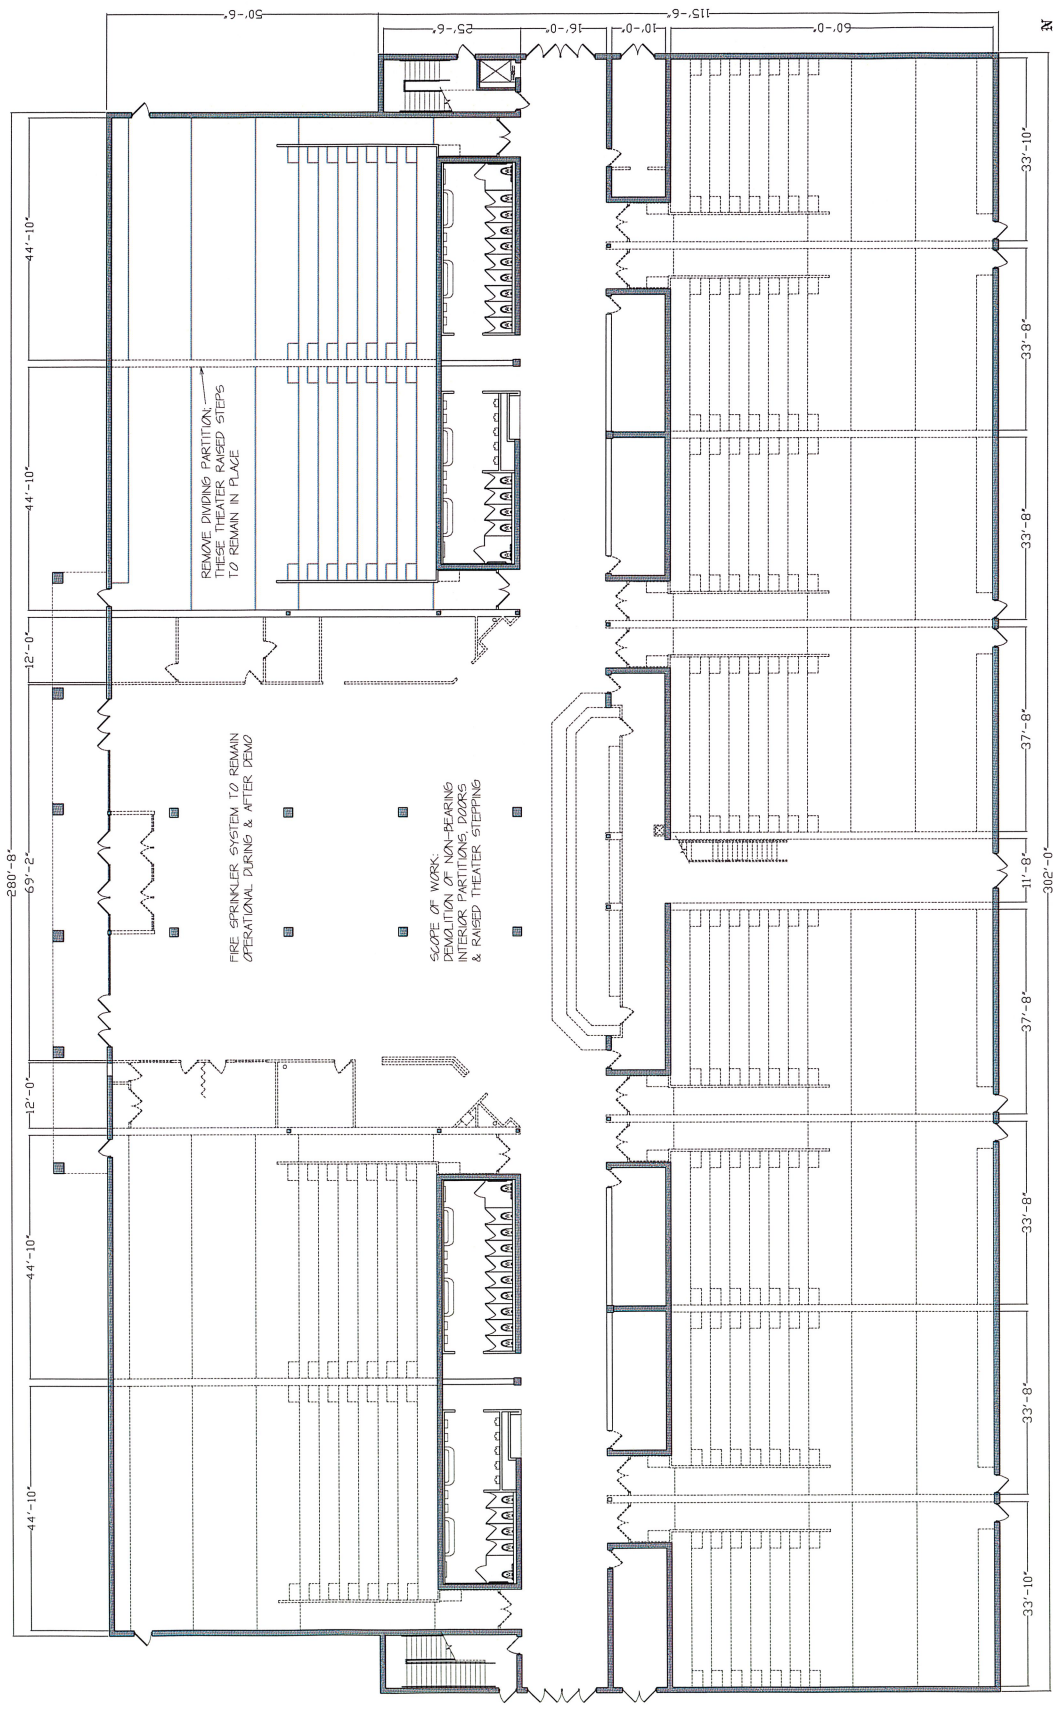 50'-6"
115'-6"
25'-6"
16'-0"
10'-0"
60'-0"
N
280'-8"
44'-10"
44'-10"
12'-0"
69'-2"
12'-0"
44'-10"
44'-10"
REMOVE DIVIDING PARTITION;
THESE THEATER RAISED STEPS
TO REMAIN IN PLACE
FIRE SPRINKLER SYSTEM TO REMAIN
OPERATIONAL DURING & AFTER DEMO
SCOPE OF WORK:
DEMOLITION OF NON-BEARING
INTERIOR PARTITIONS, DOORS
& RAISED THEATER STEPPING
33'-10"
33'-8"
33'-8"
37'-8"
11'-8"
37'-8"
33'-8"
33'-8"
33'-10"
302'-0"